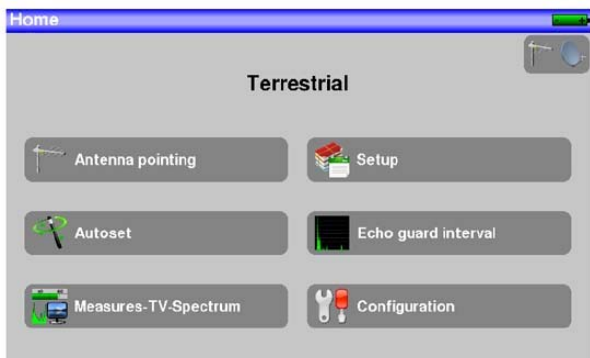 Home
Terrestrial
Antenna pointing
Setup
Autoset
Echo guard interval
Measures-TV-Spectrum
Configuration